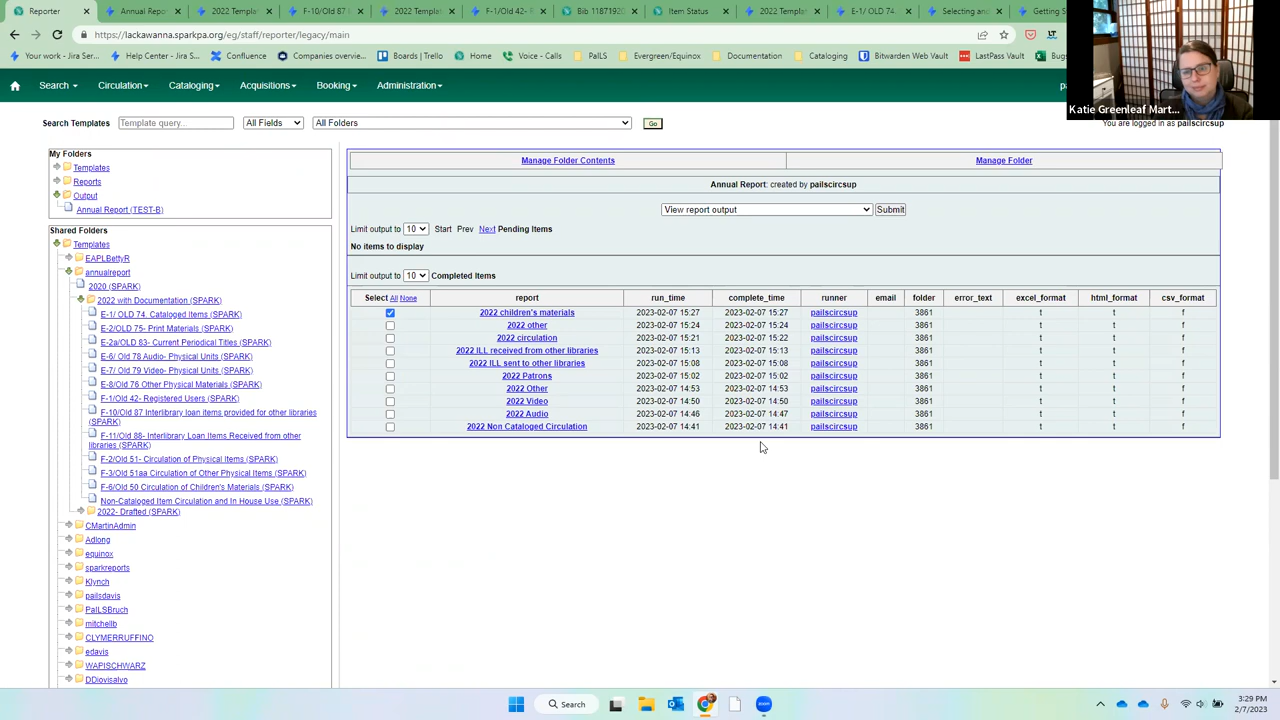 F-10/Old 87 I
F-1/Old 42- F
Bib 11871920
2022 Templat
E-1/ OLD 74.
2022 Templat
Getting S
lackawanna.sparkpa.org/eg/staff/reporter/legacy/main
Your work - Jira Ser...
Help Center - Jira S...
Confluence
Companies overvie...
Boards | Trello
Home
Voice - Calls
PaILS
Evergreen/Equinox
Documentation
Cataloging
Bitwarden Web Vault
LastPass Vault
Bugs
Search
Circulation
Cataloging
Acquisitions
Booking
Administration
Katie Greenleaf Mart...
You are logged in as pailscircsup
Search Templates
Template query...
All Fields
All Folders
Go
My Folders
Templates
Reports
Output
Annual Report (TEST-B)
Shared Folders
Templates
EAPLBettyR
annualreport
2020 (SPARK)
2022 with Documentation (SPARK)
E-1/ OLD 74. Cataloged Items (SPARK)
E-2/OLD 75- Print Materials (SPARK)
E-2a/OLD 83- Current Periodical Titles (SPARK)
E-6/ Old 78 Audio- Physical Units (SPARK)
E-7/ Old 79 Video- Physical Units (SPARK)
E-8/Old 76 Other Physical Materials (SPARK)
F-1/Old 42- Registered Users (SPARK)
F-10/Old 87 Interlibrary loan items provided for other libraries
(SPARK)
F-11/Old 88- Interlibrary Loan Items Received from other
libraries (SPARK)
F-2/Old 51- Circulation of Physical Items (SPARK)
F-3/Old 51aa Circulation of Other Physical Items (SPARK)
F-6/Old 50 Circulation of Children's Materials (SPARK)
Non-Cataloged Item Circulation and In House Use (SPARK)
2022- Drafted (SPARK)
CMartinAdmin
Adlong
equinox
sparkreports
Klynch
pailsdavis
PaILSBruch
mitchellb
CLYMERRUFFINO
edavis
WAPISCHWARZ
DDiovisalvo
Manage Folder Contents
Manage Folder
Annual Report: created by pailscircsup
View report output
Submit
Limit output to 10 Start Prev Next Pending Items
No items to display
Limit output to 10 Completed Items
Select All None report run_time complete_time runner email folder error_text excel_format html_format csv_format
2022 children's materials 2023-02-07 15:27 2023-02-07 15:27 pailscircsup 3861 t t f
2022 other 2023-02-07 15:24 2023-02-07 15:24 pailscircsup 3861 t t f
2022 circulation 2023-02-07 15:21 2023-02-07 15:22 pailscircsup 3861 t t f
2022 ILL received from other libraries 2023-02-07 15:13 2023-02-07 15:13 pailscircsup 3861 t t f
2022 ILL sent to other libraries 2023-02-07 15:08 2023-02-07 15:08 pailscircsup 3861 t t f
2022 Patrons 2023-02-07 15:02 2023-02-07 15:02 pailscircsup 3861 t t f
2022 Other 2023-02-07 14:53 2023-02-07 14:53 pailscircsup 3861 t t f
2022 Video 2023-02-07 14:50 2023-02-07 14:50 pailscircsup 3861 t t f
2022 Audio 2023-02-07 14:46 2023-02-07 14:47 pailscircsup 3861 t t f
2022 Non Cataloged Circulation 2023-02-07 14:41 2023-02-07 14:41 pailscircsup 3861 t t f
Search
zoom
3:29 PM
2/7/2023